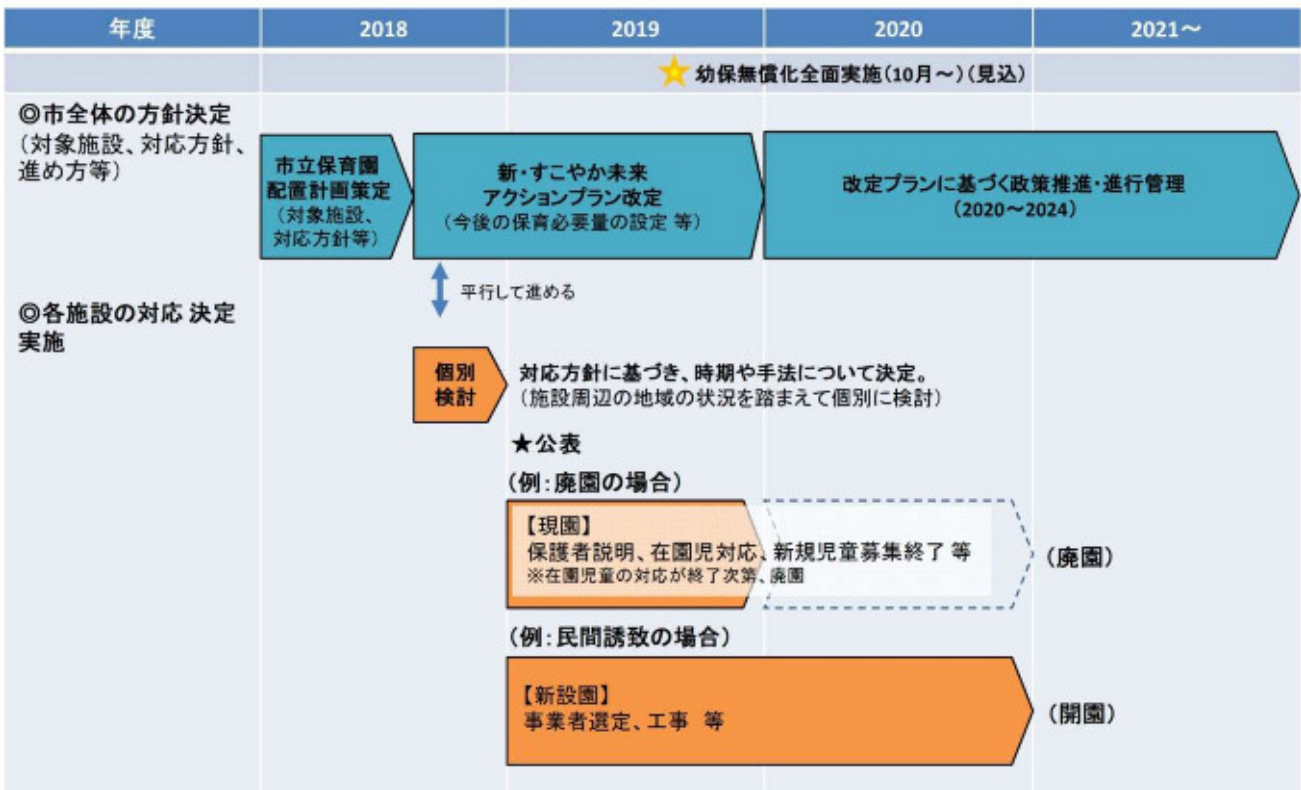 年度 2018 2019 2020 2021～
幼保無償化全面実施(10月～)(見込)
◎市全体の方針決定
(対象施設、対応方針、
進め方等)
市立保育園
配置計画策定
(対象施設、
対応方針等)
新・すこやか未来
アクションプラン改定
(今後の保育必要量の設定 等)
改定プランに基づく政策推進・進行管理
(2020～2024)
平行して進める
◎各施設の対応 決定
実施
個別
検討
対応方針に基づき、時期や手法について決定。
(施設周辺の地域の状況を踏まえて個別に検討)
★公表
(例:廃園の場合)
【現園】
保護者説明、在園児対応、新規児童募集終了 等
※在園児童の対応が終了次第、廃園
(廃園)
(例:民間誘致の場合)
【新設園】
事業者選定、工事 等
(開園)